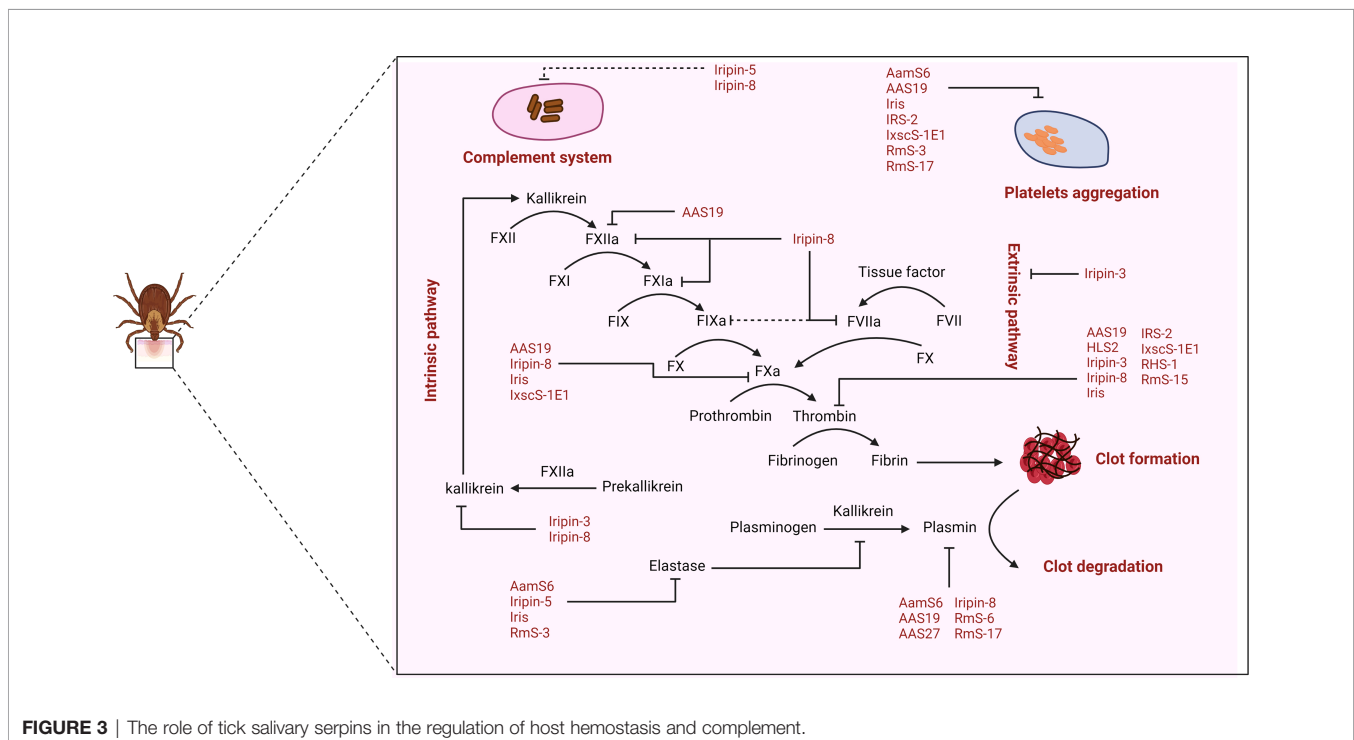 Iripin-5
Iripin-8
Complement system
AamS6
AAS19
Iris
IRS-2
IxscS-1E1
RmS-3
RmS-17
Platelets aggregation
Intrinsic pathway
Kallikrein
FXII
FXIIa
AAS19
Iripin-8
FXI
FXIa
FIX
FIXa
Tissue factor
FVIIa
FVII
Extrinsic pathway
Iripin-3
AAS19
Iripin-8
Iris
IxscS-1E1
FX
FXa
FX
AAS19 IRS-2
HLS2 IxscS-1E1
Iripin-3 RHS-1
Iripin-8 RmS-15
Iris
Prothrombin
Thrombin
Fibrinogen
Fibrin
Clot formation
kallikrein
FXIIa
Prekallikrein
Iripin-3
Iripin-8
Plasminogen
Kallikrein
Plasmin
Elastase
Clot degradation
AamS6
Iripin-5
Iris
RmS-3
AamS6 Iripin-8
AAS19 RmS-6
AAS27 RmS-17
FIGURE 3 | The role of tick salivary serpins in the regulation of host hemostasis and complement.